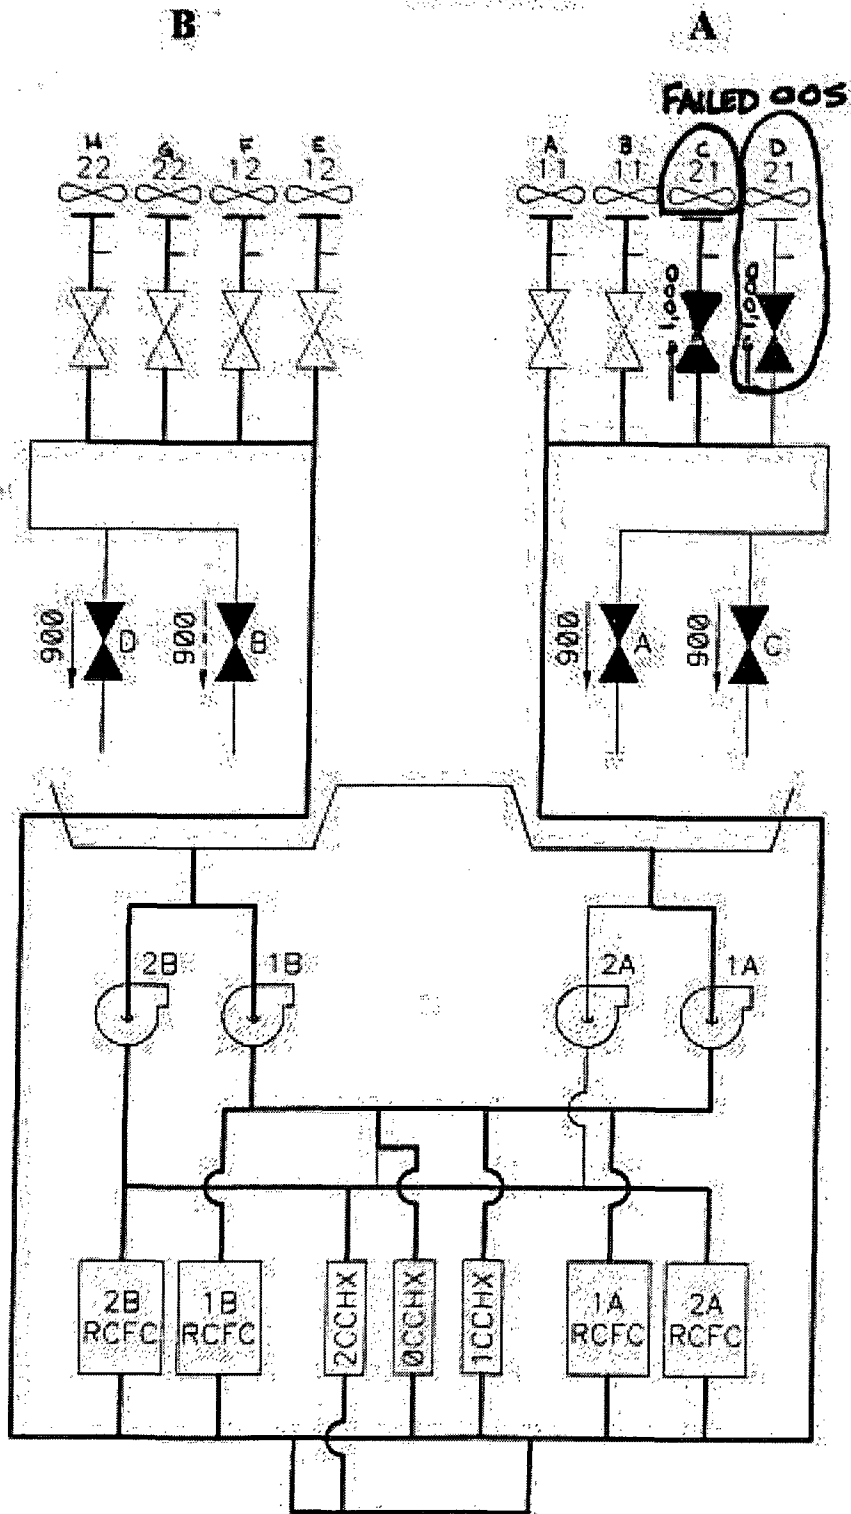 B A
FAILED OOS
H G F E A B C D
22 22 12 12 11 11 21 21
1,000 1,000
900 D 900 B 900 A 900 C
2B 1B 2A 1A
2B RCFC
1B RCFC
2CCHX
0CCHX
1CCHX
1A RCFC
2A RCFC